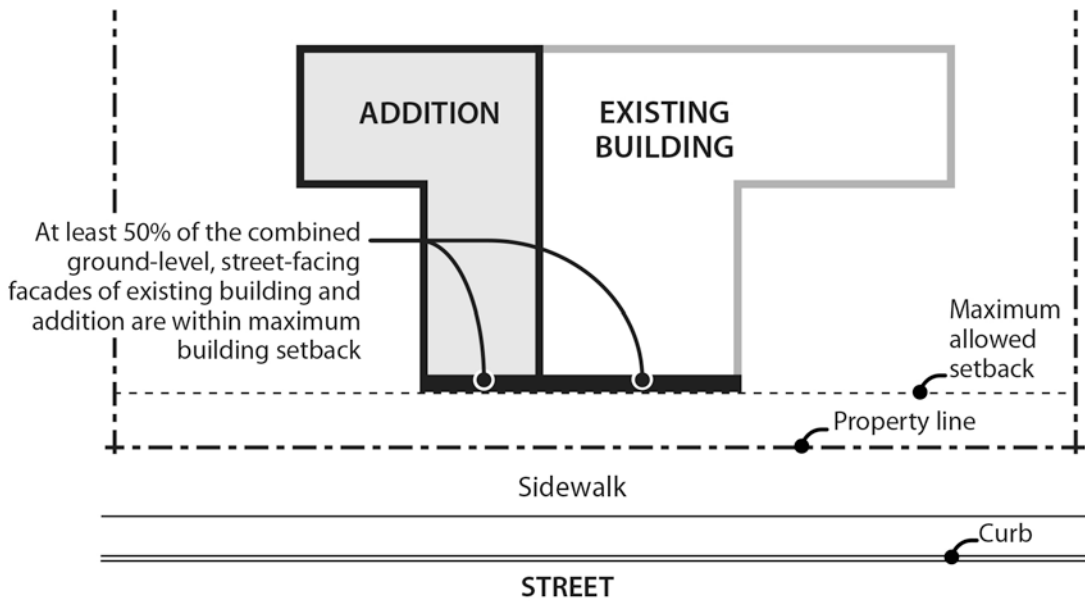 ADDITION
EXISTING
BUILDING
At least 50% of the combined
ground-level, street-facing
facades of existing building and
addition are within maximum
building setback
Maximum
allowed
setback
Property line
Sidewalk
Curb
STREET